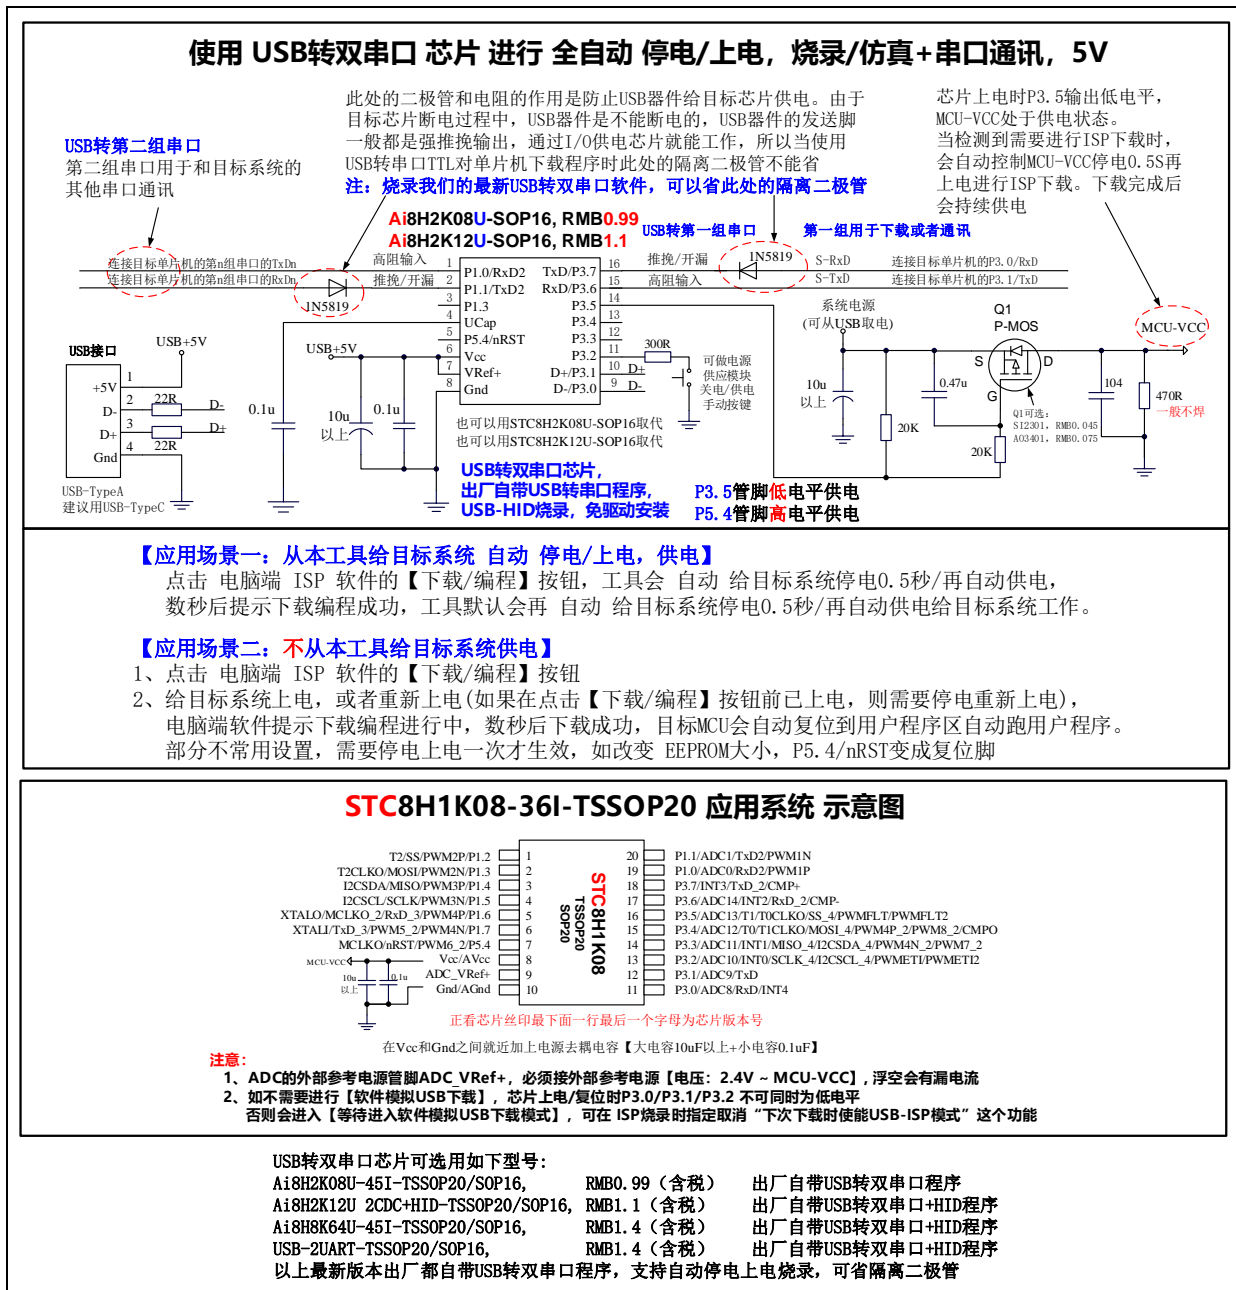 使用 USB转双串口 芯片 进行 全自动 停电/上电，烧录/仿真+串口通讯，5V
此处的二极管和电阻的作用是防止USB器件给目标芯片供电。由于
目标芯片断电过程中，USB器件是不能断电的，USB器件的发送脚
一般都是强推挽输出，通过I/O供电芯片就能工作，所以当使用
USB转串口TTL对单片机下载程序时此处的隔离二极管不能省
注：烧录我们的最新USB转双串口软件，可以省此处的隔离二极管
芯片上电时P3.5输出低电平，
MCU-VCC处于供电状态。
当检测到需要进行ISP下载时，
会自动控制MCU-VCC停电0.5S再
上电进行ISP下载。下载完成后
会持续供电
USB转第二组串口
第二组串口用于和目标系统的
其他串口通讯
Ai8H2K08U-SOP16, RMB0.99
Ai8H2K12U-SOP16, RMB1.1
USB转第一组串口
第一组用于下载或者通讯
连接目标单片机的第n组串口的TxDn
连接目标单片机的第n组串口的RxDn
高阻输入
推挽/开漏
1N5819
1 P1.0/RxD2
2 P1.1/TxD2
3 P1.3
4 UCap
5 P5.4/nRST
6 Vcc
7 VRef+
8 Gnd
TxD/P3.7 16
RxD/P3.6 15
P3.5 14
P3.4 13
P3.3 12
P3.2 11
D+/P3.1 10 D+
D-/P3.0 9 D-
推挽/开漏
高阻输入
1N5819
S-RxD
S-TxD
连接目标单片机的P3.0/RxD
连接目标单片机的P3.1/TxD
系统电源
(可从USB取电)
Q1
P-MOS
S
D
G
MCU-VCC
10u
以上
0.47u
20K
20K
104
470R
一般不焊
Q1可选：
SI2301, RMB0.045
AO3401, RMB0.075
300R
可做电源
供应模块
关电/供电
手动按键
USB接口
USB+5V
+5V 1
D- 2 22R D-
D+ 3 22R D+
Gnd 4
USB-TypeA
建议用USB-TypeC
0.1u
USB+5V
10u
以上
0.1u
也可以用STC8H2K08U-SOP16取代
也可以用STC8H2K12U-SOP16取代
USB转双串口芯片，
出厂自带USB转串口程序，
USB-HID烧录，免驱动安装
P3.5管脚低电平供电
P5.4管脚高电平供电
【应用场景一：从本工具给目标系统 自动 停电/上电，供电】
点击 电脑端 ISP 软件的【下载/编程】按钮，工具会 自动 给目标系统停电0.5秒/再自动供电，
数秒后提示下载编程成功，工具默认会再 自动 给目标系统停电0.5秒/再自动供电给目标系统工作。
【应用场景二：不从本工具给目标系统供电】
1、点击 电脑端 ISP 软件的【下载/编程】按钮
2、给目标系统上电，或者重新上电(如果在点击【下载/编程】按钮前已上电，则需要停电重新上电)，
电脑端软件提示下载编程进行中，数秒后下载成功，目标MCU会自动复位到用户程序区自动跑用户程序。
部分不常用设置，需要停电上电一次才生效，如改变 EEPROM大小，P5.4/nRST变成复位脚
STC8H1K08-36I-TSSOP20 应用系统 示意图
T2/SS/PWM2P/P1.2 1
T2CLKO/MOSI/PWM2N/P1.3 2
I2CSDA/MISO/PWM3P/P1.4 3
I2CSCL/SCLK/PWM3N/P1.5 4
XTALO/MCLKO_2/RxD_3/PWM4P/P1.6 5
XTALI/TxD_3/PWM5_2/PWM4N/P1.7 6
MCLKO/nRST/PWM6_2/P5.4 7
Vcc/AVcc 8
ADC_VRef+ 9
Gnd/AGnd 10
STC8H1K08
TSSOP20
SOP20
20 P1.1/ADC1/TxD2/PWM1N
19 P1.0/ADC0/RxD2/PWM1P
18 P3.7/INT3/TxD_2/CMP+
17 P3.6/ADC14/INT2/RxD_2/CMP-
16 P3.5/ADC13/T1/T0CLKO/SS_4/PWMFLT/PWMFLT2
15 P3.4/ADC12/T0/T1CLKO/MOSI_4/PWM4P_2/PWM8_2/CMPO
14 P3.3/ADC11/INT1/MISO_4/I2CSDA_4/PWM4N_2/PWM7_2
13 P3.2/ADC10/INT0/SCLK_4/I2CSCL_4/PWMETI/PWMETI2
12 P3.1/ADC9/TxD
11 P3.0/ADC8/RxD/INT4
MCU-VCC
10u
以上
0.1u
正看芯片丝印最下面一行最后一个字母为芯片版本号
在Vcc和Gnd之间就近加上电源去耦电容【大电容10uF以上+小电容0.1uF】
注意：
1、ADC的外部参考电源管脚ADC_VRef+，必须接外部参考电源【电压：2.4V ~ MCU-VCC】, 浮空会有漏电流
2、如不需要进行【软件模拟USB下载】，芯片上电/复位时P3.0/P3.1/P3.2 不可同时为低电平
否则会进入【等待进入软件模拟USB下载模式】，可在 ISP烧录时指定取消 “下次下载时使能USB-ISP模式” 这个功能
USB转双串口芯片可选用如下型号：
Ai8H2K08U-45I-TSSOP20/SOP16, RMB0.99（含税） 出厂自带USB转双串口程序
Ai8H2K12U 2CDC+HID-TSSOP20/SOP16, RMB1.1（含税） 出厂自带USB转双串口+HID程序
Ai8H8K64U-45I-TSSOP20/SOP16, RMB1.4（含税） 出厂自带USB转双串口+HID程序
USB-2UART-TSSOP20/SOP16, RMB1.4（含税） 出厂自带USB转双串口+HID程序
以上最新版本出厂都自带USB转双串口程序，支持自动停电上电烧录，可省隔离二极管